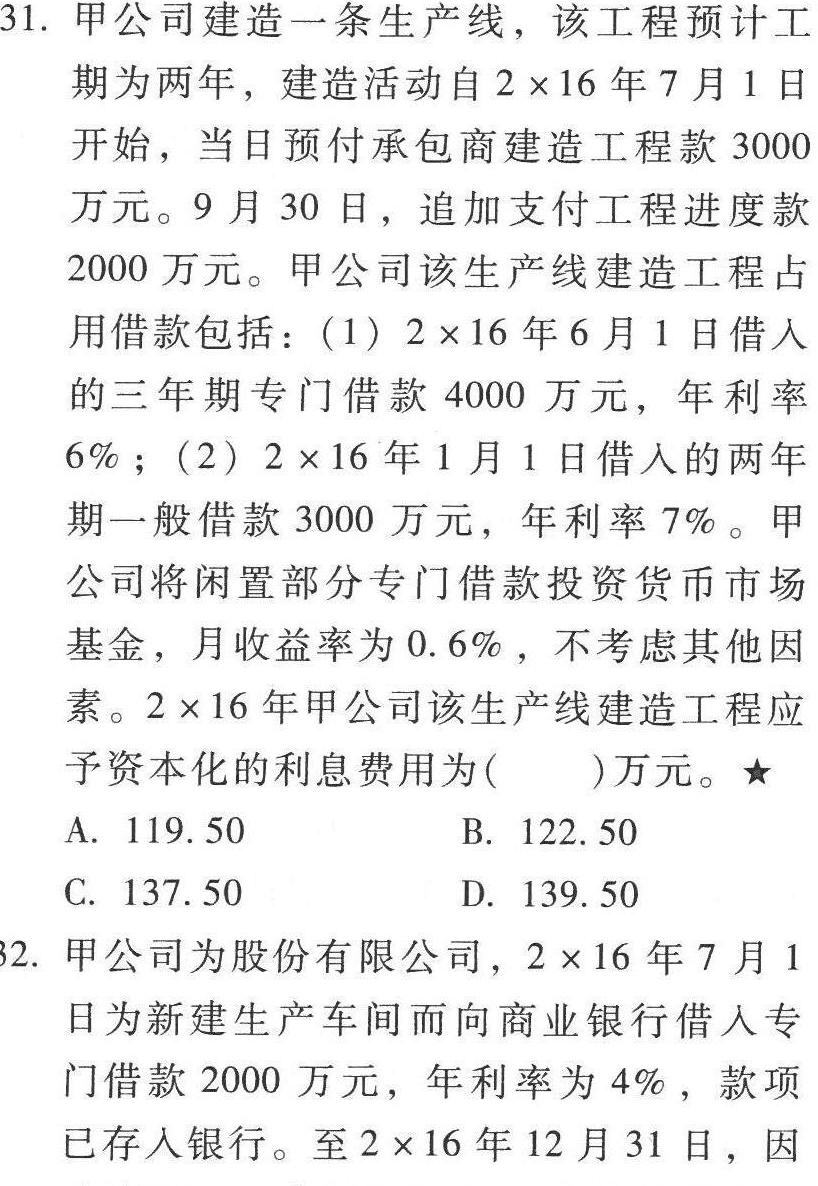 31. 甲公司建造一条生产线，该工程预计工
期为两年，建造活动自 2×16 年 7 月 1 日
开始，当日预付承包商建造工程款 3000
万元。9 月 30 日，追加支付工程进度款
2000 万元。甲公司该生产线建造工程占
用借款包括：(1) 2×16 年 6 月 1 日借入
的三年期专门借款 4000 万元，年利率
6%；(2) 2×16 年 1 月 1 日借入的两年
期一般借款 3000 万元，年利率 7%。甲
公司将闲置部分专门借款投资货币市场
基金，月收益率为 0.6%，不考虑其他因
素。2×16 年甲公司该生产线建造工程应
予资本化的利息费用为(　　)万元。★
A. 119.50　　B. 122.50
C. 137.50　　D. 139.50
32. 甲公司为股份有限公司，2×16 年 7 月 1
日为新建生产车间而向商业银行借入专
门借款 2000 万元，年利率为 4%，款项
已存入银行。至 2×16 年 12 月 31 日，因